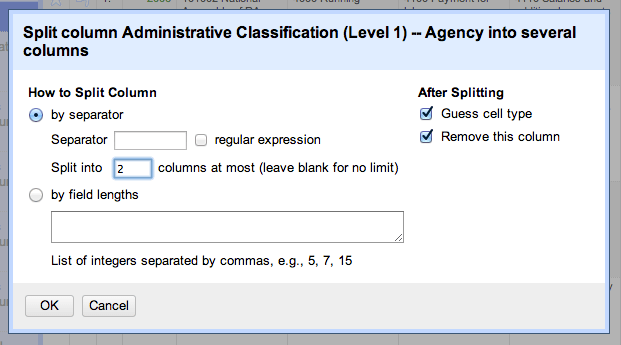 Split column Administrative Classification (Level 1) -- Agency into several
columns
How to Split Column
by separator
Separator
regular expression
Split into 2 columns at most (leave blank for no limit)
by field lengths
List of integers separated by commas, e.g., 5, 7, 15
After Splitting
Guess cell type
Remove this column
OK
Cancel